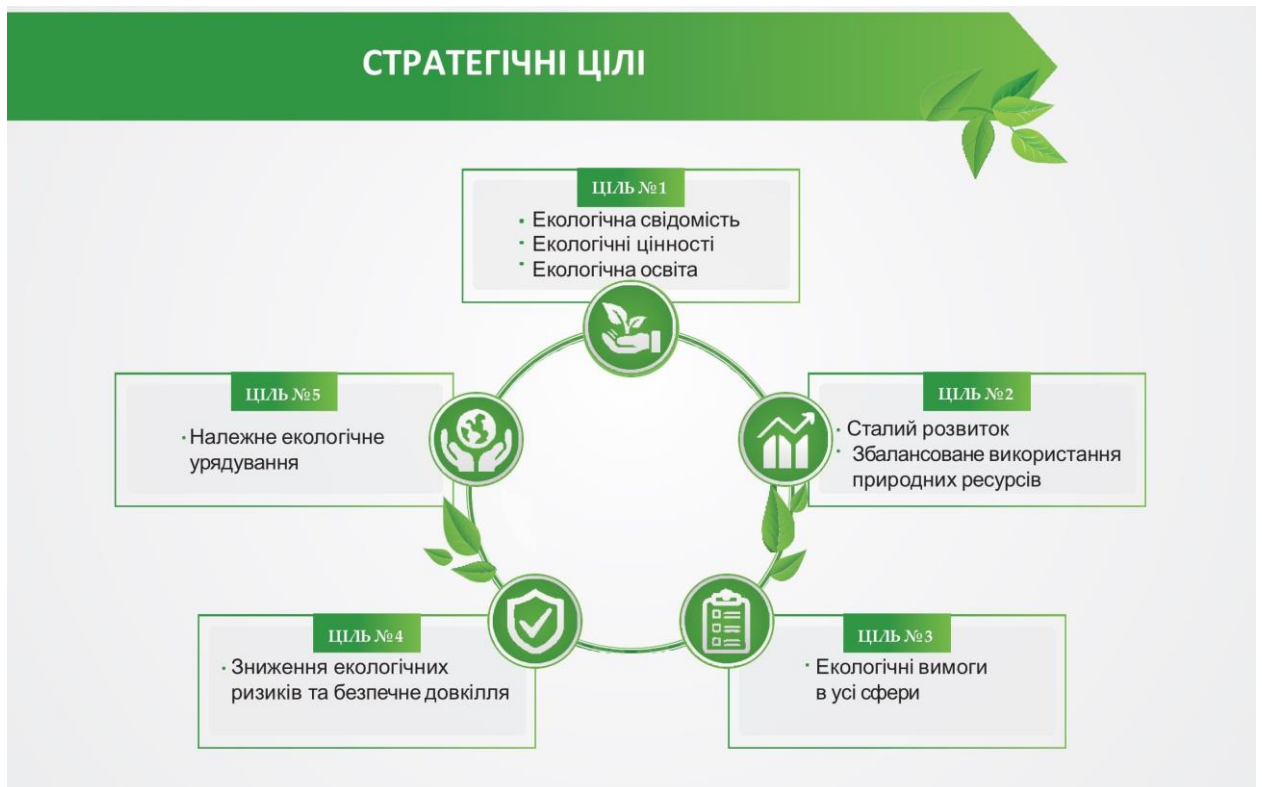 СТРАТЕГІЧНІ ЦІЛІ
ЦІЛЬ №1
• Екологічна свідомість
• Екологічні цінності
• Екологічна освіта
ЦІЛЬ №2
• Сталий розвиток
• Збалансоване використання
природних ресурсів
ЦІЛЬ №3
• Екологічні вимоги
в усі сфери
ЦІЛЬ №4
• Зниження екологічних
ризиків та безпечне довкілля
ЦІЛЬ №5
• Належне екологічне
урядування